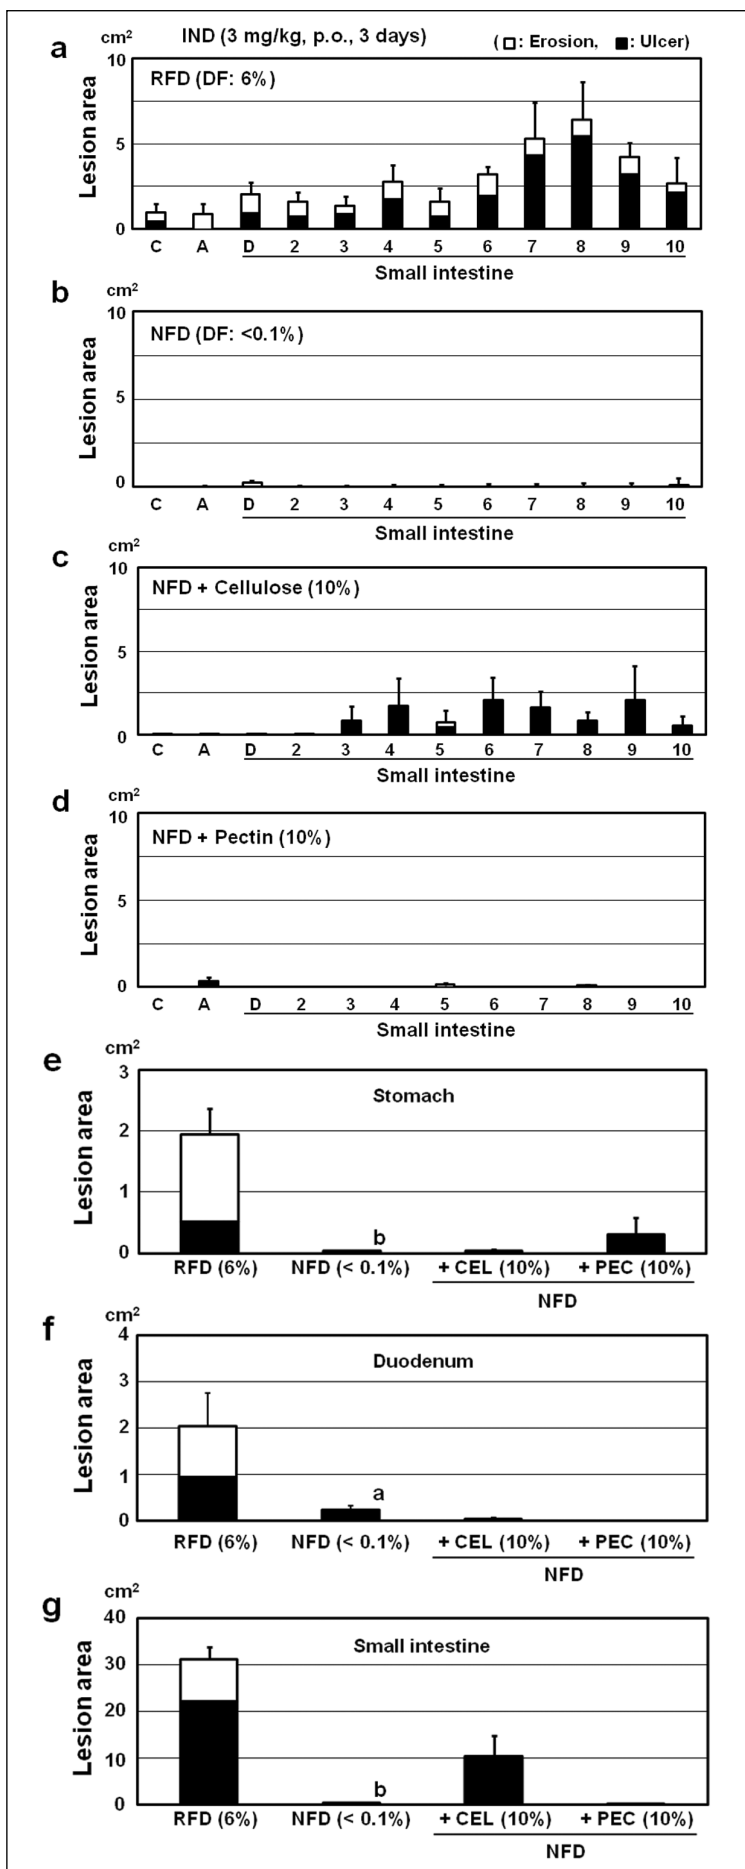 a
cm2
IND (3 mg/kg, p.o., 3 days)
( □: Erosion, ■: Ulcer)
RFD (DF: 6%)
Lesion area
10
5
0
C A D 2 3 4 5 6 7 8 9 10
Small intestine
b
cm2
NFD (DF: <0.1%)
Lesion area
10
5
0
C A D 2 3 4 5 6 7 8 9 10
Small intestine
c
cm2
NFD + Cellulose (10%)
Lesion area
10
5
0
C A D 2 3 4 5 6 7 8 9 10
Small intestine
d
cm2
NFD + Pectin (10%)
Lesion area
10
5
0
C A D 2 3 4 5 6 7 8 9 10
Small intestine
e
cm2
Stomach
Lesion area
3
2
1
0
b
RFD (6%) NFD (< 0.1%) + CEL (10%) + PEC (10%)
NFD
f
cm2
Duodenum
Lesion area
4
3
2
1
0
a
RFD (6%) NFD (< 0.1%) + CEL (10%) + PEC (10%)
NFD
g
cm2
Small intestine
Lesion area
40
30
20
10
0
b
RFD (6%) NFD (< 0.1%) + CEL (10%) + PEC (10%)
NFD